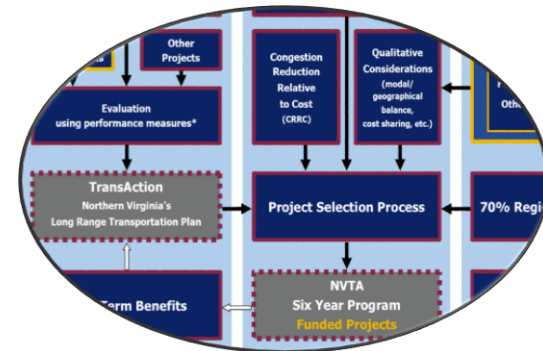 Other
Projects
Evaluation
using performance measures*
TransAction
Northern Virginia's
Long Range Transportation Plan
Term Benefits
Congestion
Reduction
Relative
to Cost
(CRRC)
Qualitative
Considerations
(modal/
geographical
balance,
cost sharing, etc.)
Project Selection Process
NVTA
Six Year Program
Funded Projects
Othe
70% Regi